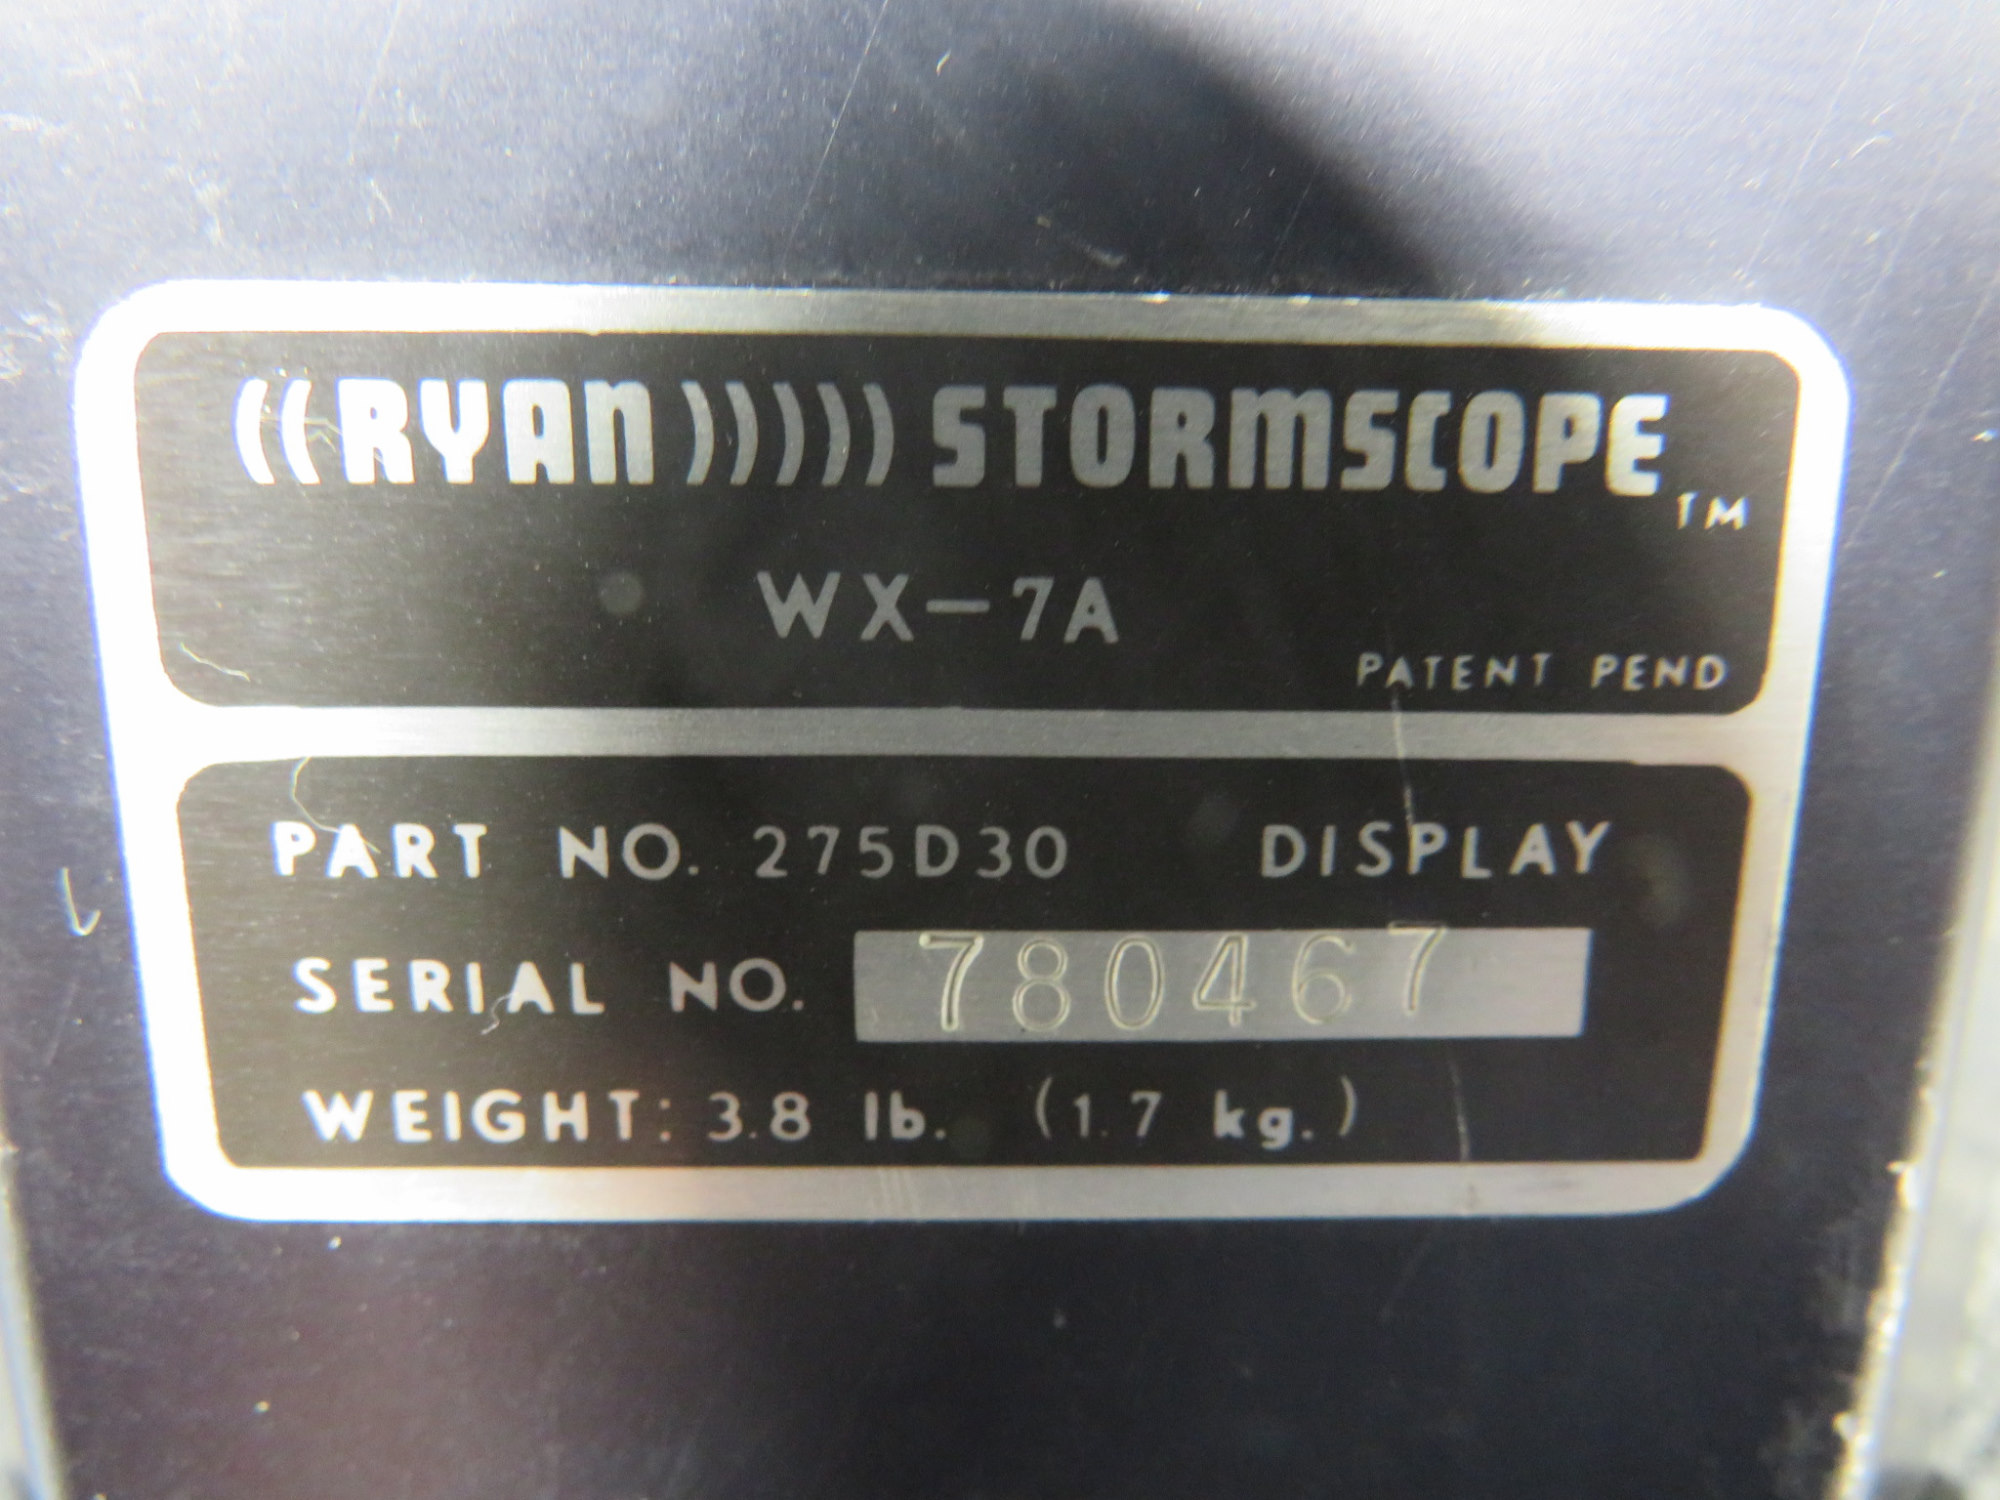 ((RYAN))))) STORMSCOPE TM
WX-7A
PATENT PEND
PART NO. 275D30 DISPLAY
SERIAL NO. 780467
WEIGHT: 3.8 lb. (1.7 kg.)